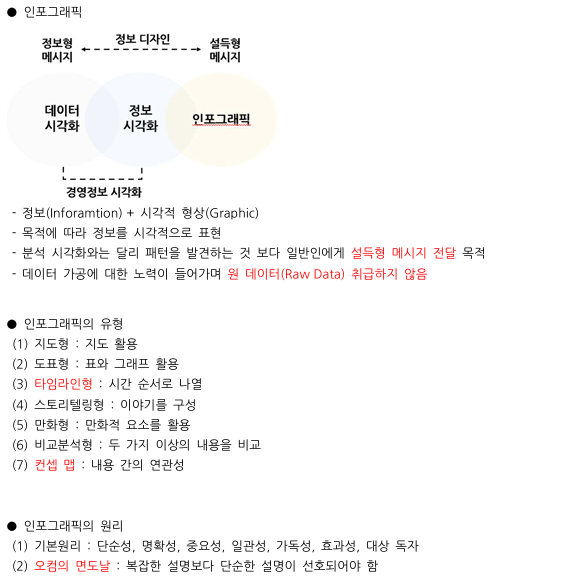 ● 인포그래픽
정보형 메시지 정보 디자인 설득형 메시지
데이터 시각화
정보 시각화
인포그래픽
경영정보 시각화
- 정보(Inforamtion) + 시각적 형상(Graphic)
- 목적에 따라 정보를 시각적으로 표현
- 분석 시각화와는 달리 패턴을 발견하는 것 보다 일반인에게 설득형 메시지 전달 목적
- 데이터 가공에 대한 노력이 들어가며 원 데이터(Raw Data) 취급하지 않음
● 인포그래픽의 유형
(1) 지도형 : 지도 활용
(2) 도표형 : 표와 그래프 활용
(3) 타임라인형 : 시간 순서로 나열
(4) 스토리텔링형 : 이야기를 구성
(5) 만화형 : 만화적 요소를 활용
(6) 비교분석형 : 두 가지 이상의 내용을 비교
(7) 컨셉 맵 : 내용 간의 연관성
● 인포그래픽의 원리
(1) 기본원리 : 단순성, 명확성, 중요성, 일관성, 가독성, 효과성, 대상 독자
(2) 오컴의 면도날 : 복잡한 설명보다 단순한 설명이 선호되어야 함